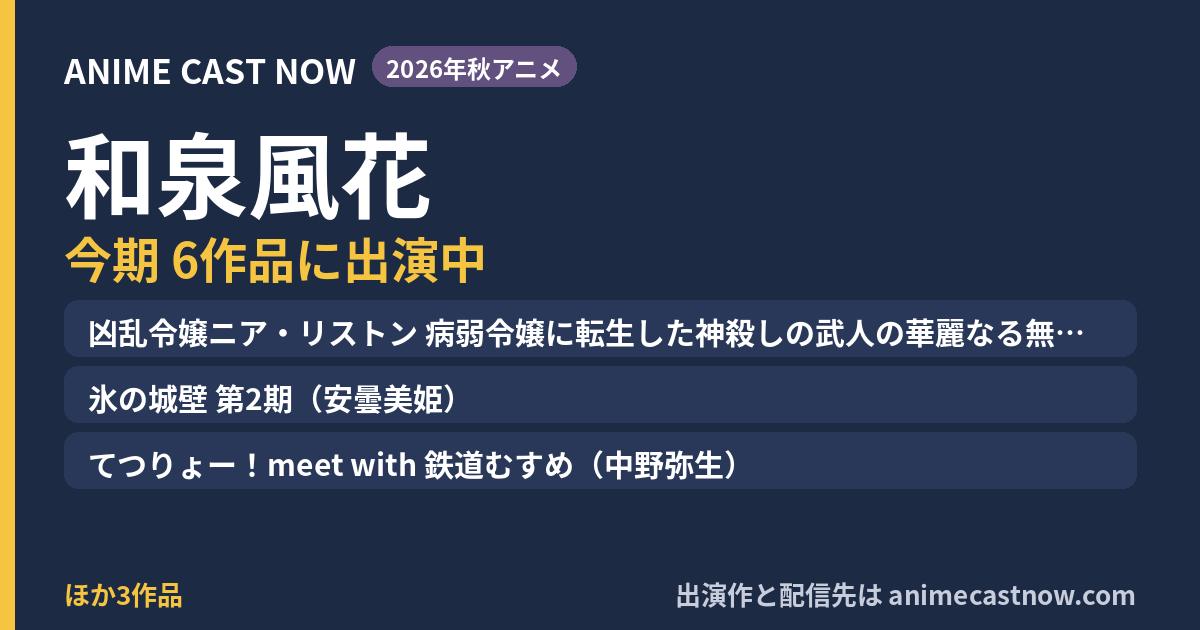 ANIME CAST NOW 2026年秋アニメ
和泉風花
今期 6作品に出演中
凶乱令嬢ニア・リストン 病弱令嬢に転生した神殺しの武人の華麗なる無…
氷の城壁 第2期（安曇美姫）
てつりょー！meet with 鉄道むすめ（中野弥生）
ほか3作品
出演作と配信先は animecastnow.com